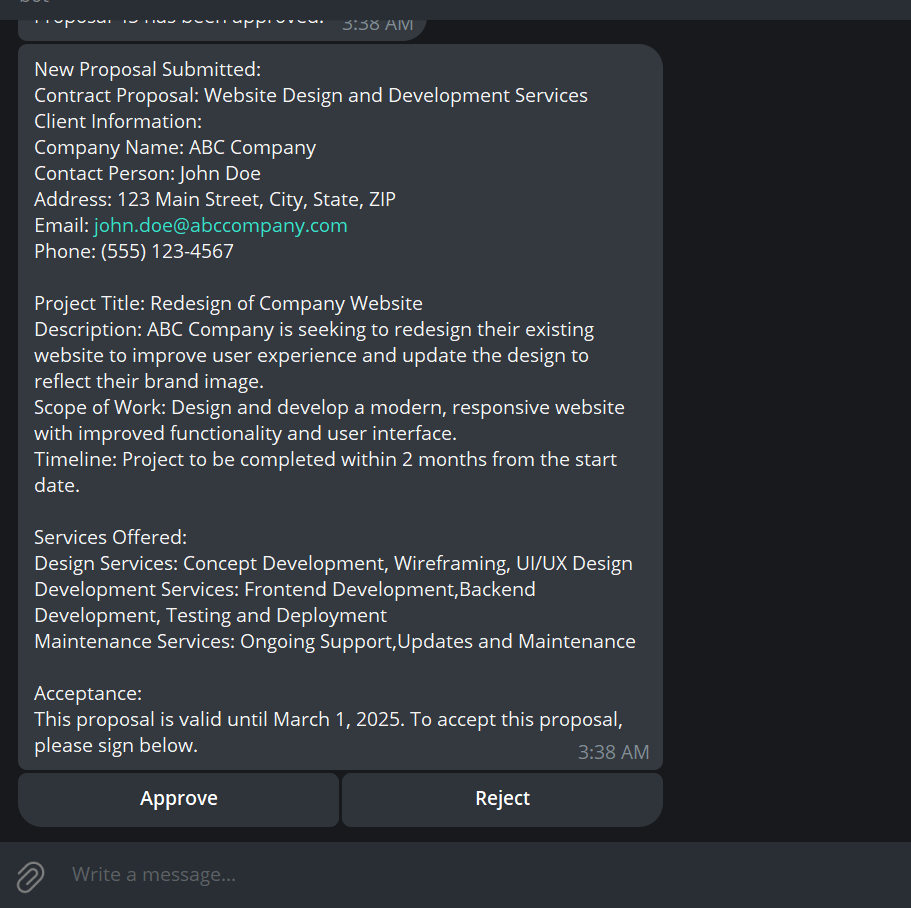 bot
Proposal 45 has been approved. 3:38 AM
New Proposal Submitted:
Contract Proposal: Website Design and Development Services
Client Information:
Company Name: ABC Company
Contact Person: John Doe
Address: 123 Main Street, City, State, ZIP
Email: john.doe@abccompany.com
Phone: (555) 123-4567
Project Title: Redesign of Company Website
Description: ABC Company is seeking to redesign their existing
website to improve user experience and update the design to
reflect their brand image.
Scope of Work: Design and develop a modern, responsive website
with improved functionality and user interface.
Timeline: Project to be completed within 2 months from the start
date.
Services Offered:
Design Services: Concept Development, Wireframing, UI/UX Design
Development Services: Frontend Development,Backend
Development, Testing and Deployment
Maintenance Services: Ongoing Support,Updates and Maintenance
Acceptance:
This proposal is valid until March 1, 2025. To accept this proposal,
please sign below.
3:38 AM
Approve Reject
Write a message...